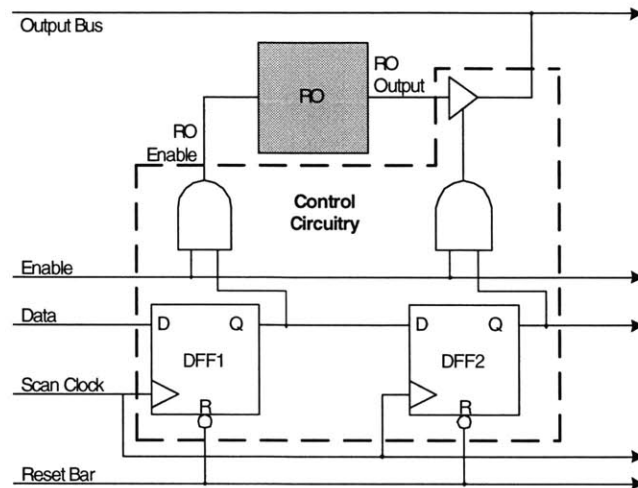 Output Bus
RO
Output
RO
RO
Enable
Control
Circuitry
Enable
Data
D Q
DFF1
R
D Q
DFF2
R
Scan Clock
Reset Bar